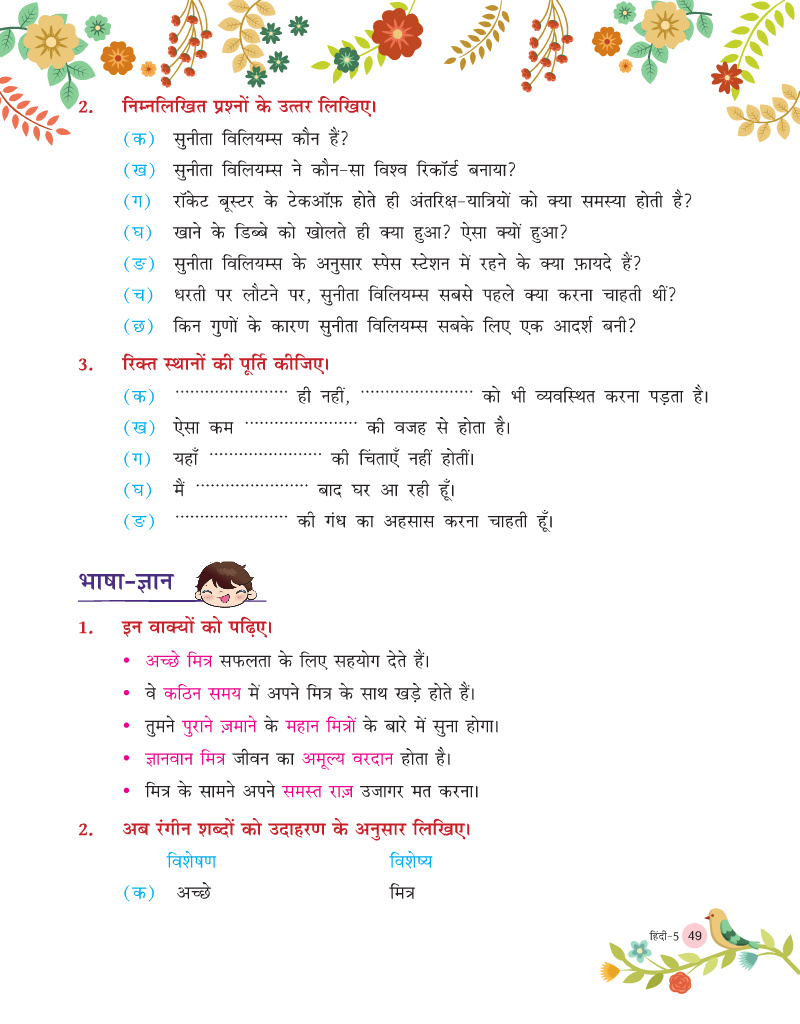 2. निम्नलिखित प्रश्नों के उत्तर लिखिए।
(क) सुनीता विलियम्स कौन हैं?
(ख) सुनीता विलियम्स ने कौन-सा विश्व रिकॉर्ड बनाया?
(ग) रॉकेट बूस्टर के टेकऑफ़ होते ही अंतरिक्ष-यात्रियों को क्या समस्या होती है?
(घ) खाने के डिब्बे को खोलते ही क्या हुआ? ऐसा क्यों हुआ?
(ङ) सुनीता विलियम्स के अनुसार स्पेस स्टेशन में रहने के क्या फ़ायदे हैं?
(च) धरती पर लौटने पर, सुनीता विलियम्स सबसे पहले क्या करना चाहती थीं?
(छ) किन गुणों के कारण सुनीता विलियम्स सबके लिए एक आदर्श बनी?
3. रिक्त स्थानों की पूर्ति कीजिए।
(क) ....................... ही नहीं, ....................... को भी व्यवस्थित करना पड़ता है।
(ख) ऐसा कम ....................... की वजह से होता है।
(ग) यहाँ ....................... की चिंताएँ नहीं होतीं।
(घ) मैं ....................... बाद घर आ रही हूँ।
(ङ) ....................... की गंध का अहसास करना चाहती हूँ।
भाषा-ज्ञान
1. इन वाक्यों को पढ़िए।
• अच्छे मित्र सफलता के लिए सहयोग देते हैं।
• वे कठिन समय में अपने मित्र के साथ खड़े होते हैं।
• तुमने पुराने ज़माने के महान मित्रों के बारे में सुना होगा।
• ज्ञानवान मित्र जीवन का अमूल्य वरदान होता है।
• मित्र के सामने अपने समस्त राज़ उजागर मत करना।
2. अब रंगीन शब्दों को उदाहरण के अनुसार लिखिए।
विशेषण विशेष्य
(क) अच्छे मित्र
हिंदी-5 49